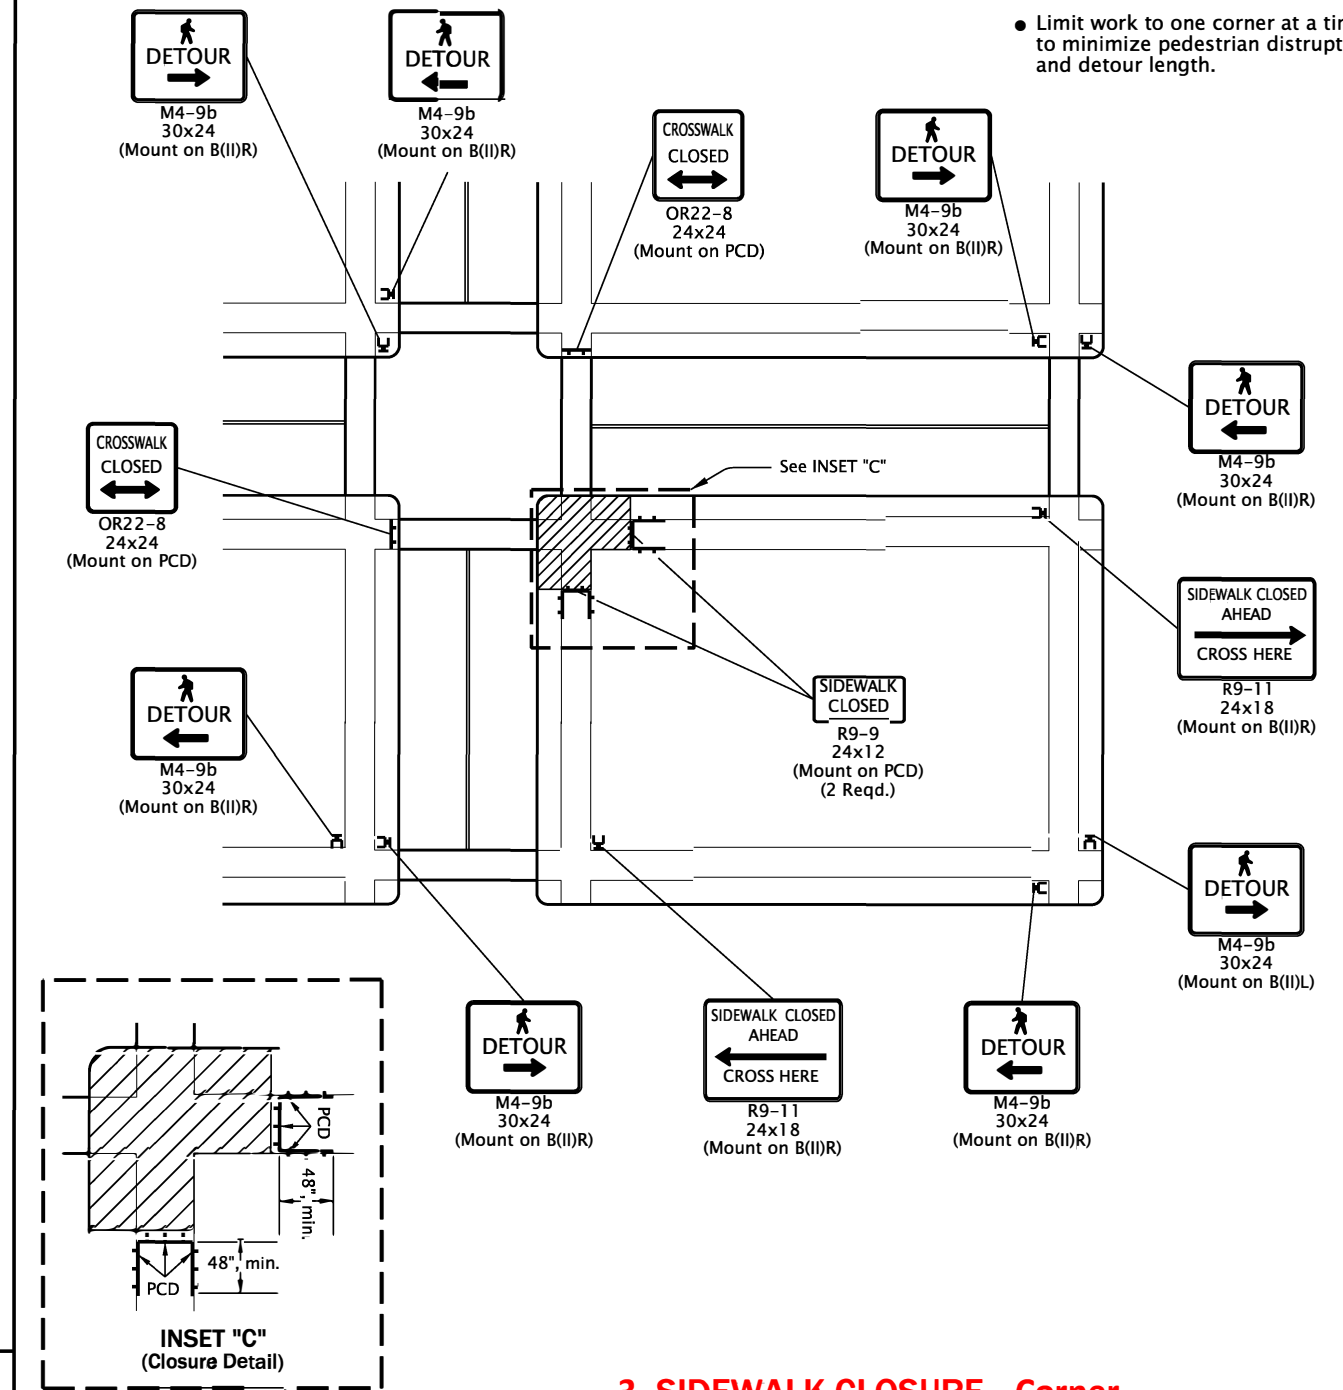 DETOUR
M4-9b
30x24
(Mount on B(II)R)
DETOUR
M4-9b
30x24
(Mount on B(II)R)
● Limit work to one corner at a
to minimize pedestrian
and detour length.
CROSSWALK
CLOSED
OR22-8
24x24
(Mount on PCD)
DETOUR
M4-9b
30x24
(Mount on B(II)R)
DETOUR
M4-9b
30x24
(Mount on B(II)R)
CROSSWALK
CLOSED
OR22-8
24x24
(Mount on PCD)
See INSET "C"
SIDEWALK CLOSED
AHEAD
CROSS HERE
R9-11
24x18
(Mount on B(II)R)
SIDEWALK
CLOSED
R9-9
24x12
(Mount on PCD)
(2 Reqd.)
DETOUR
M4-9b
30x24
(Mount on B(II)R)
DETOUR
M4-9b
30x24
(Mount on B(II)L)
DETOUR
M4-9b
30x24
(Mount on B(II)R)
SIDEWALK CLOSED
AHEAD
CROSS HERE
R9-11
24x18
(Mount on B(II)R)
DETOUR
M4-9b
30x24
(Mount on B(II)R)
PCD
48", min.
48", min.
PCD
INSET "C"
(Closure Detail)
SIDEWALK CLOSURE - Corner